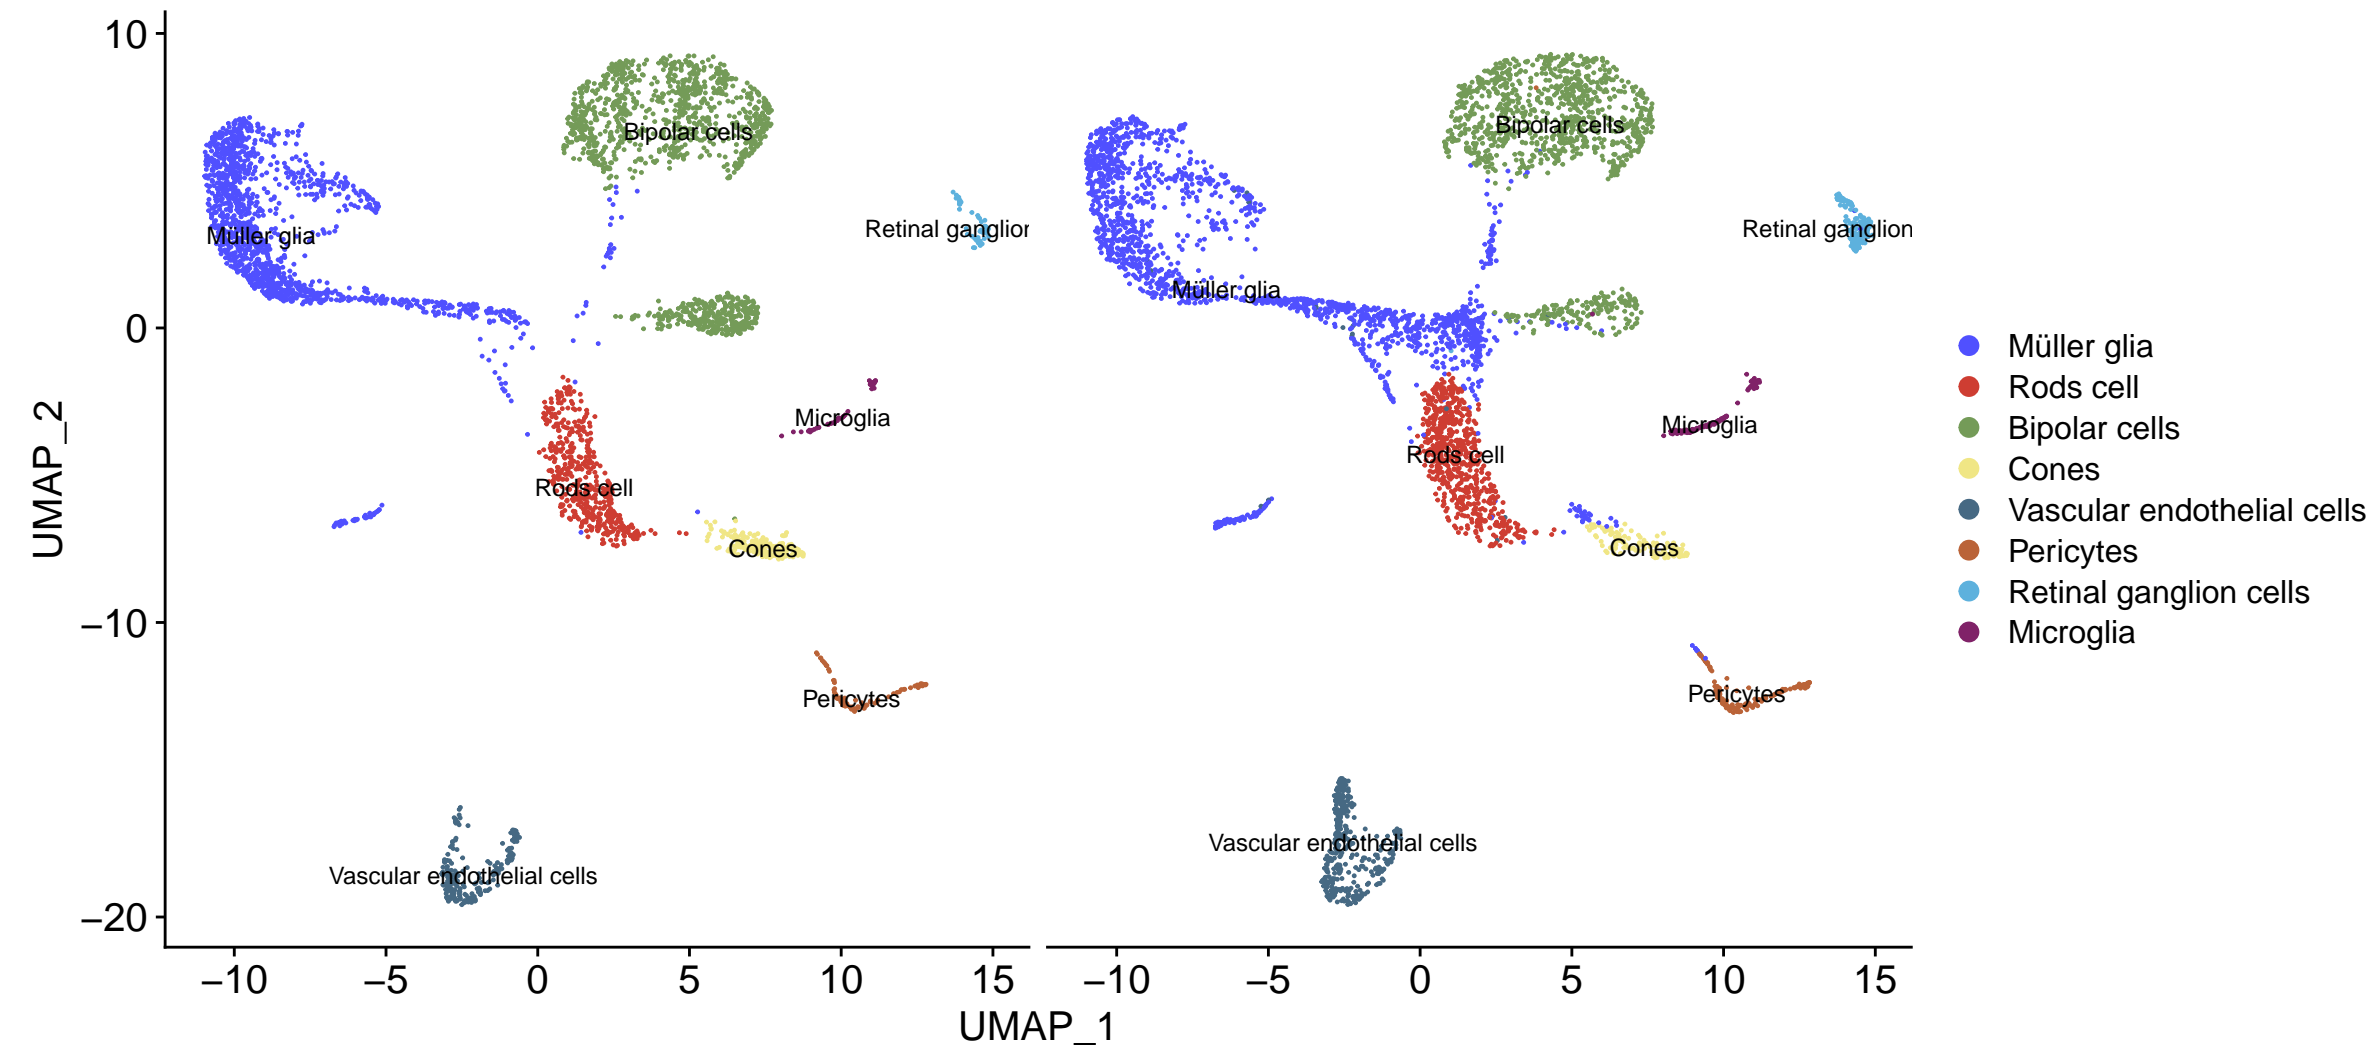 10
0
−10
−20
UMAP_2
Bipolar cells
Müller glia
Retinal ganglion
Microglia
Rods cell
Cones
Pericytes
Vascular endothelial cells
−10 −5 0 5 10 15
Bipolar cells
Retinal ganglion
Müller glia
Microglia
Rods cell
Cones
Pericytes
Vascular endothelial cells
−10 −5 0 5 10 15
UMAP_1
Müller glia
Rods cell
Bipolar cells
Cones
Vascular endothelial cells
Pericytes
Retinal ganglion cells
Microglia